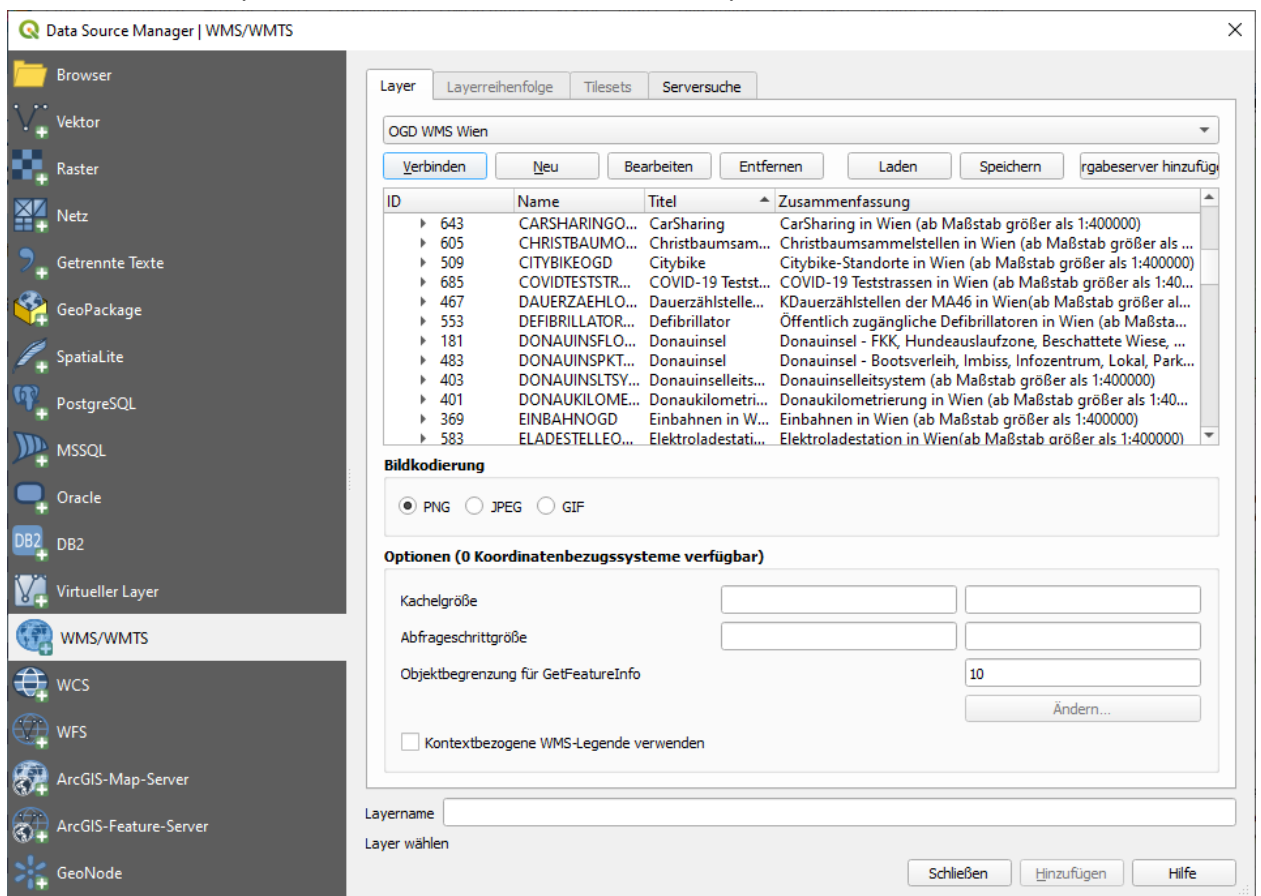 Data Source Manager | WMS/WMTS
Browser
Vektor
Raster
Netz
Getrennte Texte
GeoPackage
SpatiaLite
PostgreSQL
MSSQL
Oracle
DB2 DB2
Virtueller Layer
WMS/WMTS
WCS
WFS
ArcGIS-Map-Server
ArcGIS-Feature-Server
GeoNode
Layer Layerreihenfolge Tilesets Serversuche
OGD WMS Wien
Verbinden Neu Bearbeiten Entfernen Laden Speichern rgabeserver hinzufüg
ID Name Titel Zusammenfassung
643 CARSHARINGO... CarSharing CarSharing in Wien (ab Maßstab größer als 1:400000)
605 CHRISTBAUMO... Christbaumsam... Christbaumsammelstellen in Wien (ab Maßstab größer als ...
509 CITYBIKEOGD Citybike Citybike-Standorte in Wien (ab Maßstab größer als 1:400000)
685 COVIDTESTSTR... COVID-19 Testst... COVID-19 Teststrassen in Wien (ab Maßstab größer als 1:40...
467 DAUERZAEHLO... Dauerzählstelle... KDauerzählstellen der MA46 in Wien(ab Maßstab größer al...
553 DEFIBRILLATOR... Defibrillator Öffentlich zugängliche Defibrillatoren in Wien (ab Maßsta...
181 DONAUINSFLO... Donauinsel Donauinsel - FKK, Hundeauslaufzone, Beschattete Wiese, ...
483 DONAUINSPKT... Donauinsel Donauinsel - Bootsverleih, Imbiss, Infozentrum, Lokal, Park...
403 DONAUINSLTSY... Donauinselleits... Donauinselleitsystem (ab Maßstab größer als 1:400000)
401 DONAUKILOME... Donaukilometri... Donaukilometrierung in Wien (ab Maßstab größer als 1:40...
369 EINBAHNOGD Einbahnen in W... Einbahnen in Wien (ab Maßstab größer als 1:400000)
583 ELADESTELLEO... Elektroladestati... Elektroladestation in Wien(ab Maßstab größer als 1:400000)
Bildkodierung
PNG JPEG GIF
Optionen (0 Koordinatenbezugssysteme verfügbar)
Kachelgröße
Abfrageschrittgröße
Objektbegrenzung für GetFeatureInfo 10
Ändern...
Kontextbezogene WMS-Legende verwenden
Layername
Layer wählen
Schließen Hinzufügen Hilfe